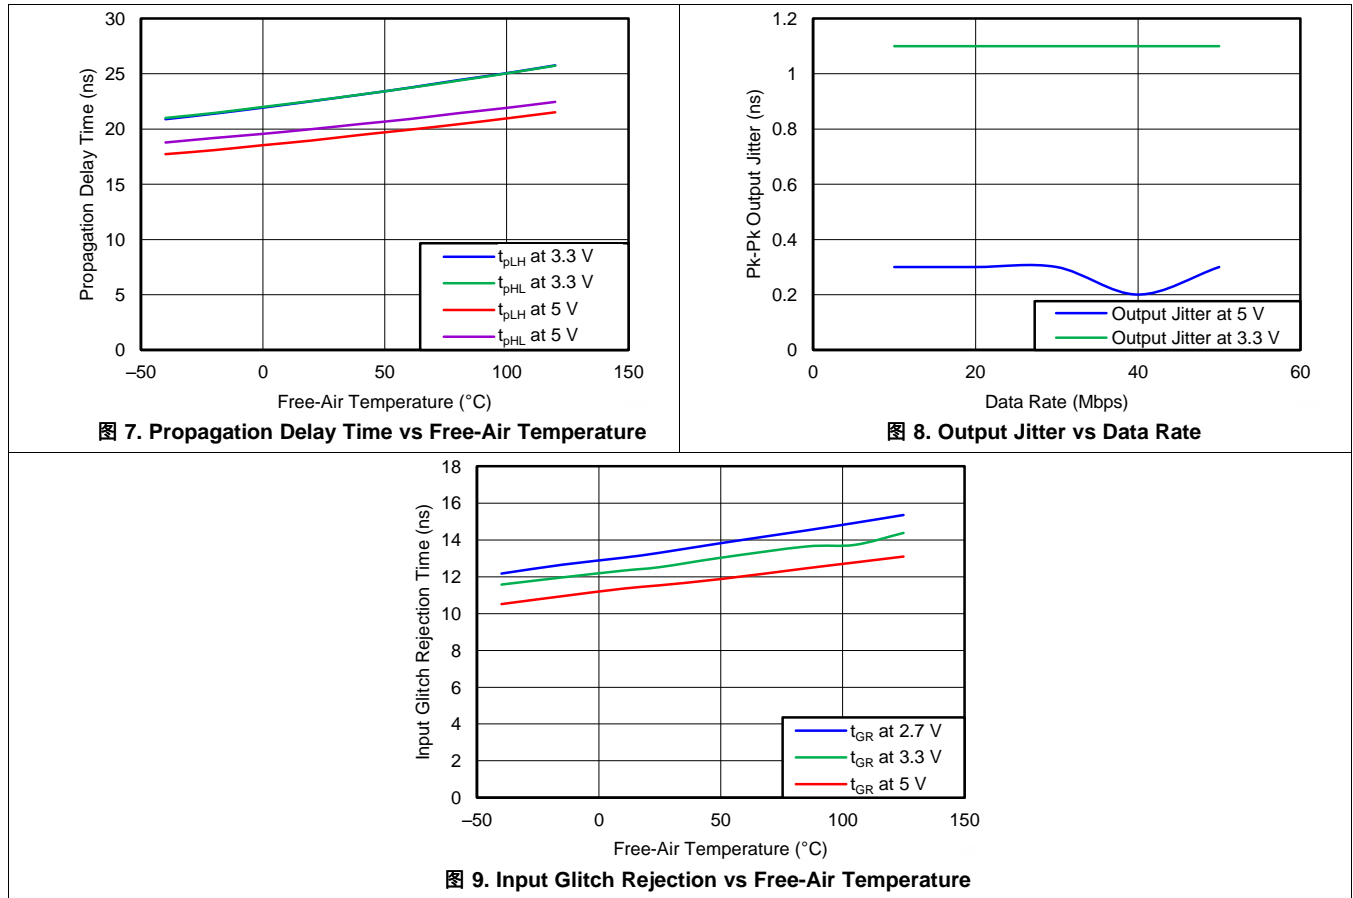 30
25
20
15
10
5
0
–50
0
50
100
150
Propagation Delay Time (ns)
Free-Air Temperature (°C)
tpLH at 3.3 V
tpHL at 3.3 V
tpLH at 5 V
tpHL at 5 V
图 7. Propagation Delay Time vs Free-Air Temperature
1.2
1
0.8
0.6
0.4
0.2
0
0
20
40
60
Pk-Pk Output Jitter (ns)
Data Rate (Mbps)
Output Jitter at 5 V
Output Jitter at 3.3 V
图 8. Output Jitter vs Data Rate
18
16
14
12
10
8
6
4
2
0
–50
0
50
100
150
Input Glitch Rejection Time (ns)
Free-Air Temperature (°C)
tGR at 2.7 V
tGR at 3.3 V
tGR at 5 V
图 9. Input Glitch Rejection vs Free-Air Temperature